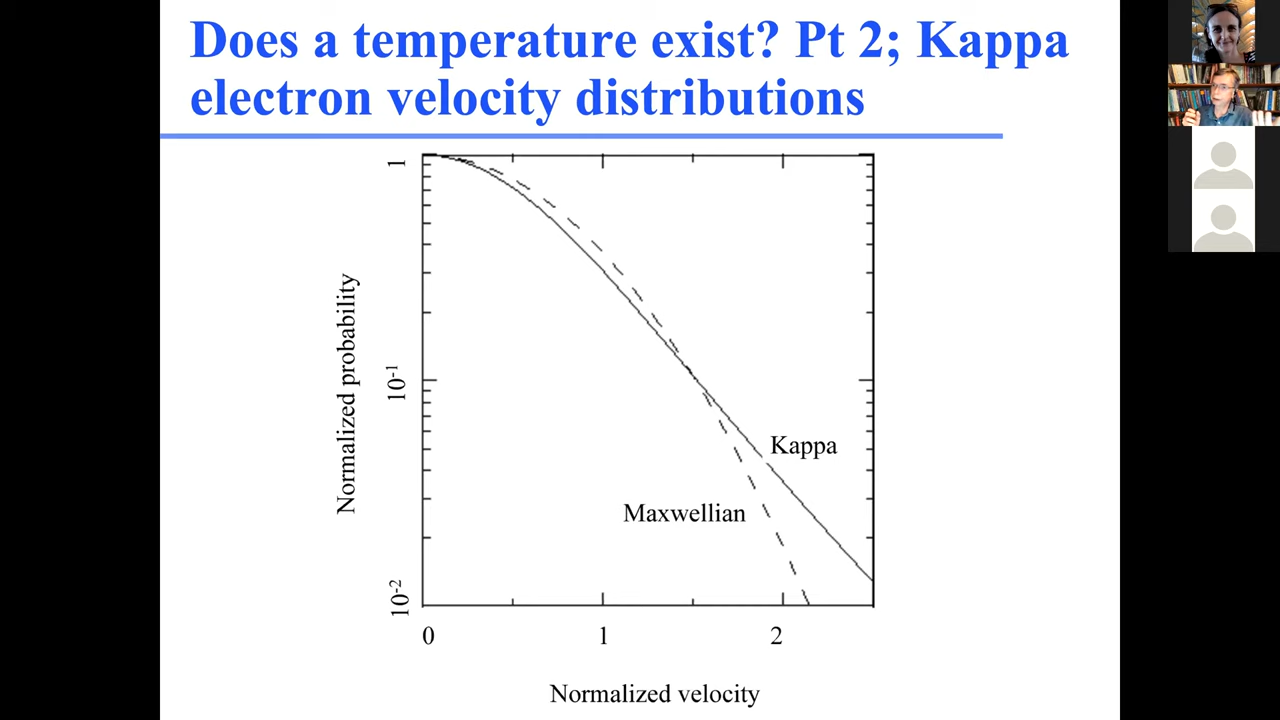 Does a temperature exist? Pt 2; Kappa
electron velocity distributions
1
10-1
10-2
Normalized probability
Kappa
Maxwellian
0 1 2
Normalized velocity